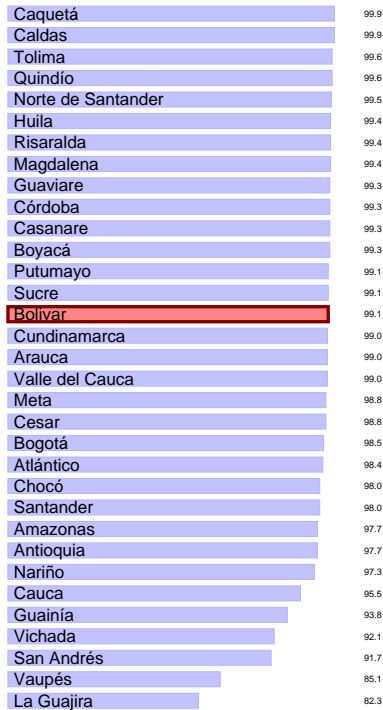 Caquetá 99.9
Caldas 99.9
Tolima 99.6
Quindío 99.6
Norte de Santander 99.5
Huila 99.4
Risaralda 99.4
Magdalena 99.4
Guaviare 99.3
Córdoba 99.3
Casanare 99.3
Boyacá 99.3
Putumayo 99.1
Sucre 99.1
Bolivar 99.1
Cundinamarca 99.0
Arauca 99.0
Valle del Cauca 99.0
Meta 98.8
Cesar 98.8
Bogotá 98.5
Atlántico 98.4
Chocó 98.0
Santander 98.0
Amazonas 97.7
Antioquia 97.7
Nariño 97.3
Cauca 95.5
Guainía 93.8
Vichada 92.1
San Andrés 91.7
Vaupés 85.1
La Guajira 82.3